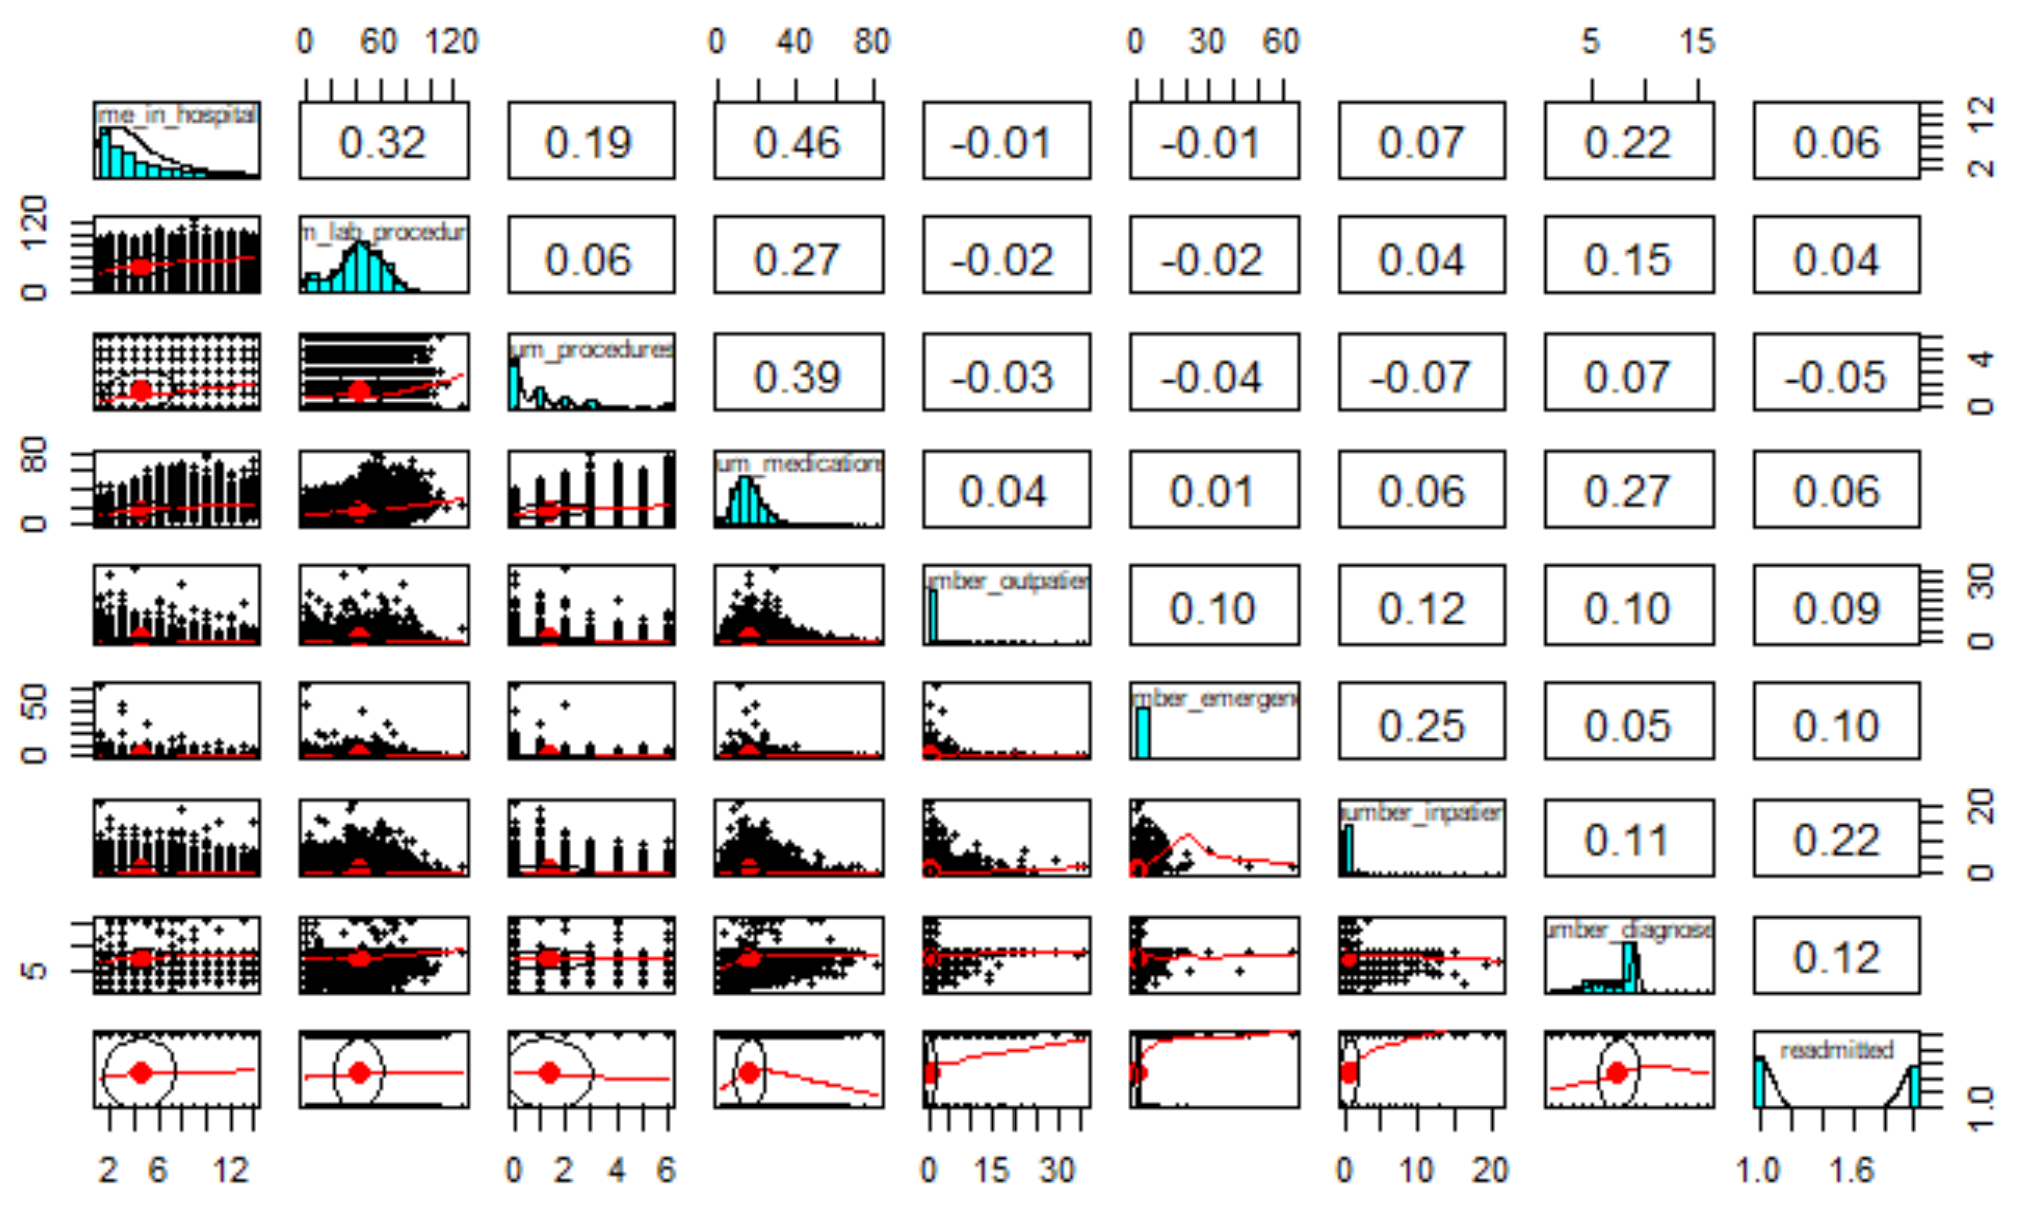 0 60 120 0 40 80 0 30 60 5 15
ime_in_hospital 0.32 0.19 0.46 -0.01 -0.01 0.07 0.22 0.06 2 12
0 120 m_lab_procedur 0.06 0.27 -0.02 -0.02 0.04 0.15 0.04
um_procedures 0.39 -0.03 -0.04 -0.07 0.07 -0.05 0 4
0 80 um_medications 0.04 0.01 0.06 0.27 0.06
umber_outpatien 0.10 0.12 0.10 0.09 0 30
0 50 mber_emergen 0.25 0.05 0.10
umber_inpatien 0.11 0.22 0 20
5 umber_diagnose 0.12
readmitted 1.0
2 6 12 0 2 4 6 0 15 30 0 10 20 1.0 1.6